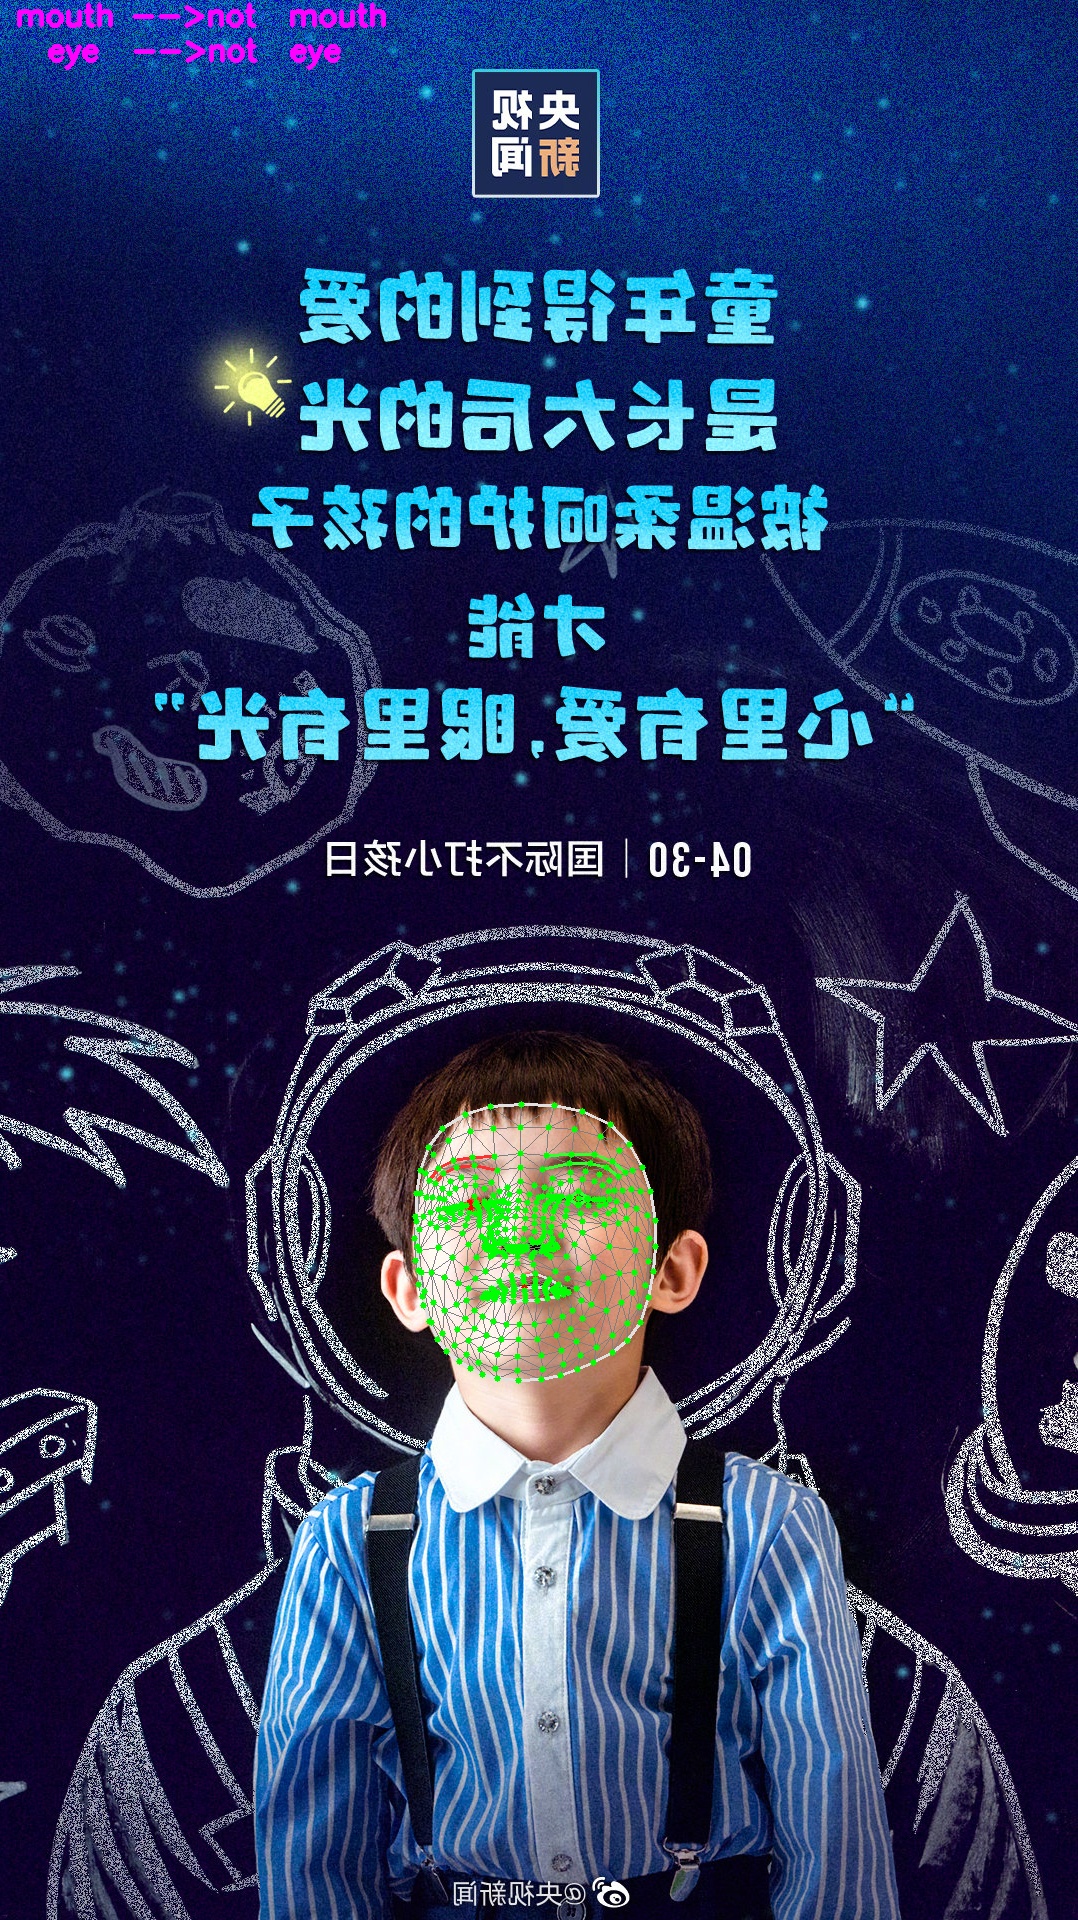 mouth -->not mouth
eye -->not eye
央视
新闻
童年得到的爱
是长大后的光
被温柔呵护的孩子
才能
“心里有爱,眼里有光”
04-30 | 国际不打小孩日
@央视新闻